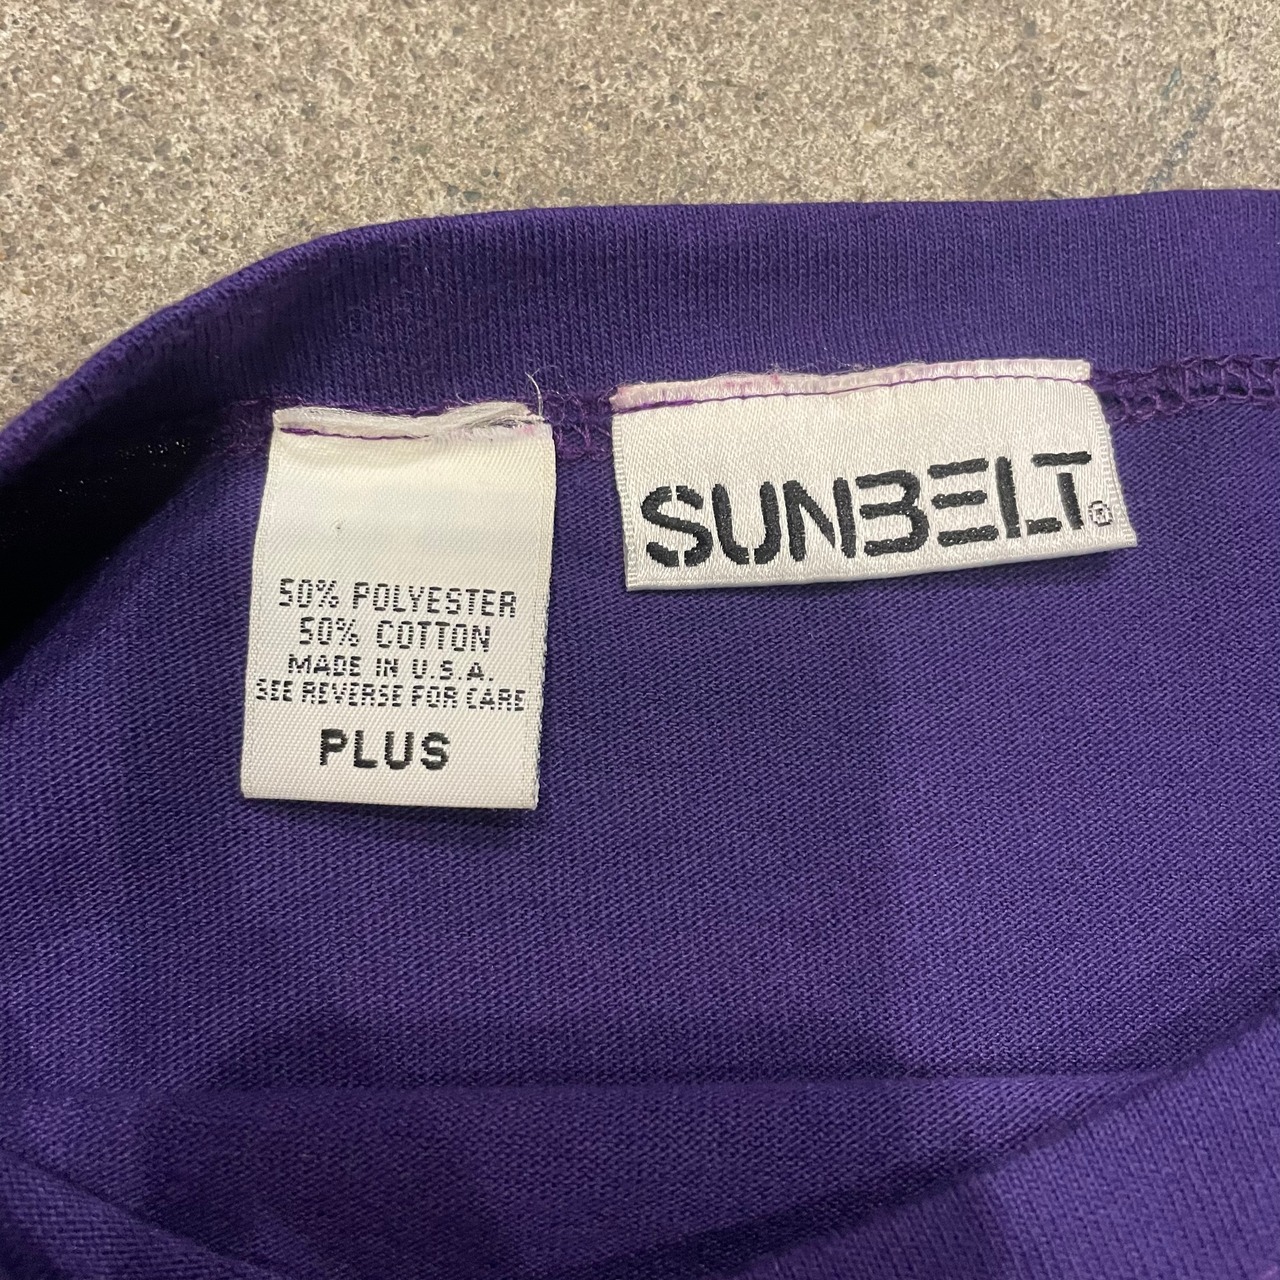 50% POLYESTER
50% COTTON
MADE IN U.S.A.
SEE REVERSE FOR CARE
PLUS
SUNBELT®